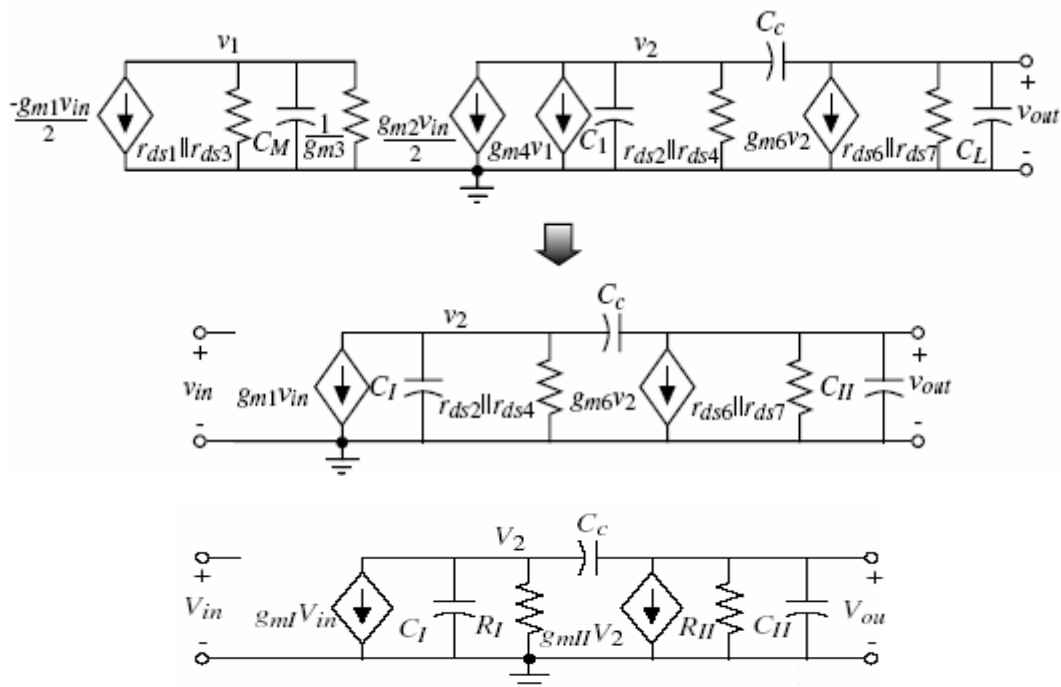 Cc
v1
v2
-gm1vin
2
rds1||rds3
CM
1
gm3
gm2vin
2
gm4v1
C1
rds2||rds4
gm6v2
rds6||rds7
CL
+
vout
-
Cc
v2
+
vin
-
gm1vin
CI
rds2||rds4
gm6v2
rds6||rds7
CII
+
vout
-
Cc
V2
+
Vin
-
gmIVin
CI
RI
gmIIV2
RII
CII
+
Vou
-